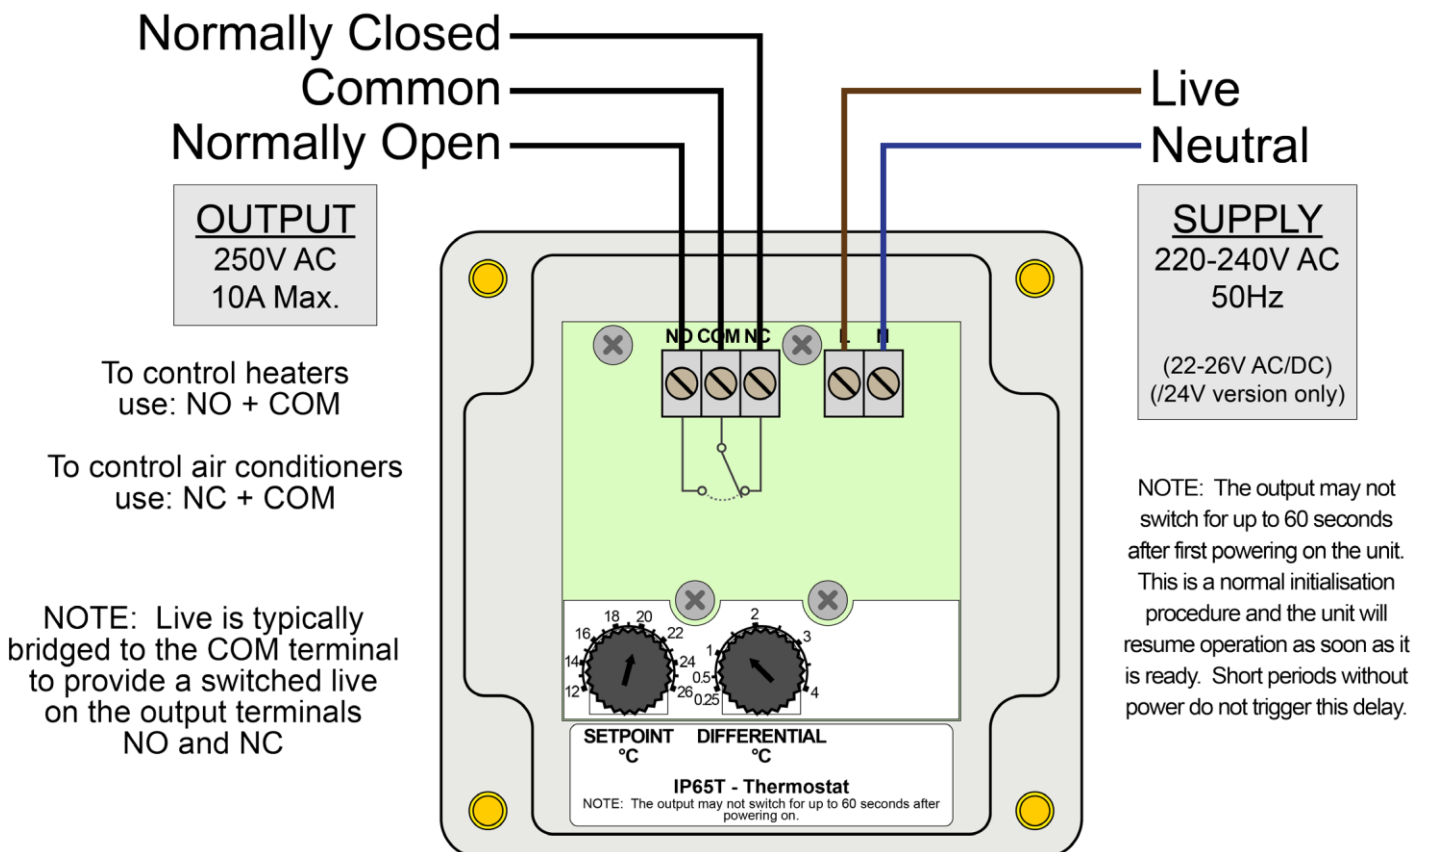 Normally Closed
Common
Normally Open
Live
Neutral
OUTPUT
250V AC
10A Max.
SUPPLY
220-240V AC
50Hz
(22-26V AC/DC)
(/24V version only)
To control heaters
use: NO + COM
To control air conditioners
use: NC + COM
NOTE: Live is typically
bridged to the COM terminal
to provide a switched live
on the output terminals
NO and NC
NOTE: The output may not
switch for up to 60 seconds
after first powering on the unit.
This is a normal initialisation
procedure and the unit will
resume operation as soon as it
is ready. Short periods without
power do not trigger this delay.
NO COM NC
L N
12 14 16 18 20 22 24 26
0.25 0.5 1 2 3 4
SETPOINT
°C
DIFFERENTIAL
°C
IP65T - Thermostat
NOTE: The output may not switch for up to 60 seconds after
powering on.